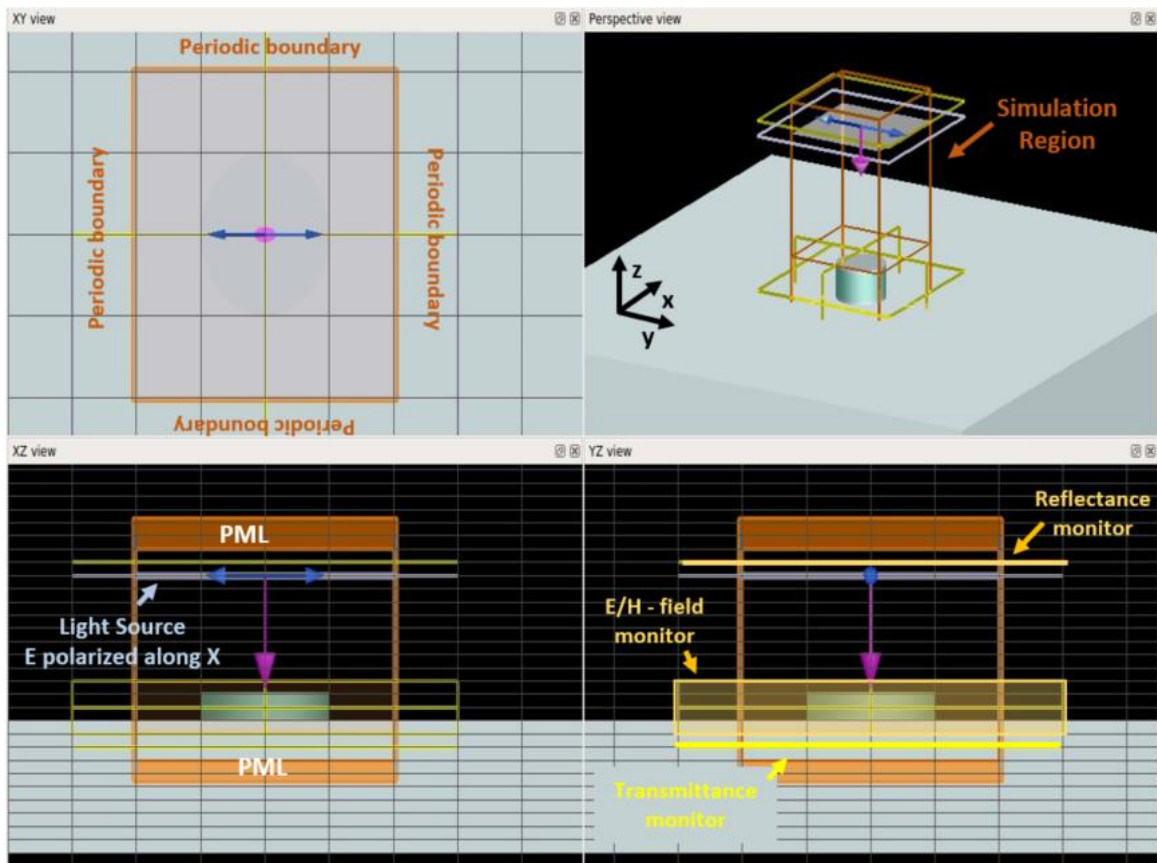 XY view
Periodic boundary
Periodic boundary
Periodic boundary
Periodic boundary
Perspective view
Simulation
Region
z
x
y
XZ view
PML
Light Source
E polarized along X
PML
YZ view
Reflectance
monitor
E/H - field
monitor
Transmittance
monitor